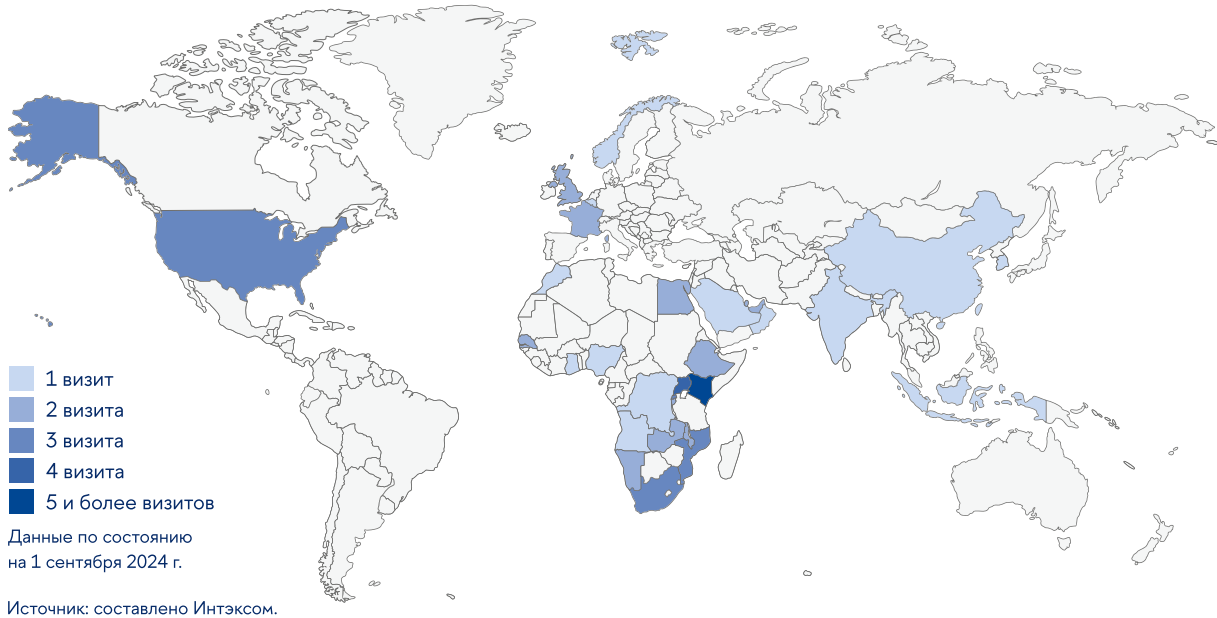 1 визит
2 визита
3 визита
4 визита
5 и более визитов
Данные по состоянию
на 1 сентября 2024 г.
Источник: составлено Интэксом.